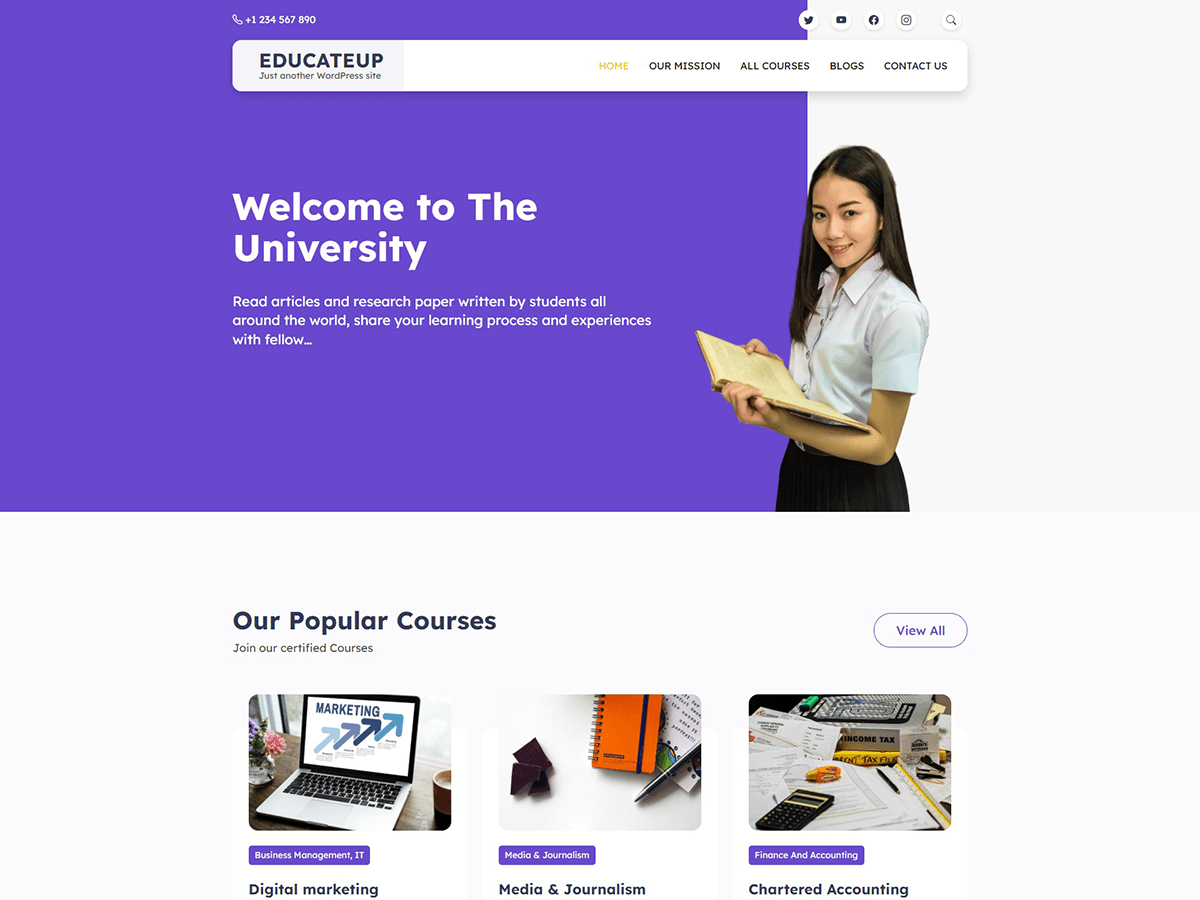 +1 234 567 890
EDUCATEUP
Just another WordPress site
HOME OUR MISSION ALL COURSES BLOGS CONTACT US
Welcome to The
University
Read articles and research paper written by students all
around the world, share your learning process and experiences
with fellow...
Our Popular Courses
Join our certified Courses
View All
MARKETING
INCOME TAX
TAX FILE
Business Management, IT
Media & Journalism
Finance And Accounting
Digital marketing
Media & Journalism
Chartered Accounting